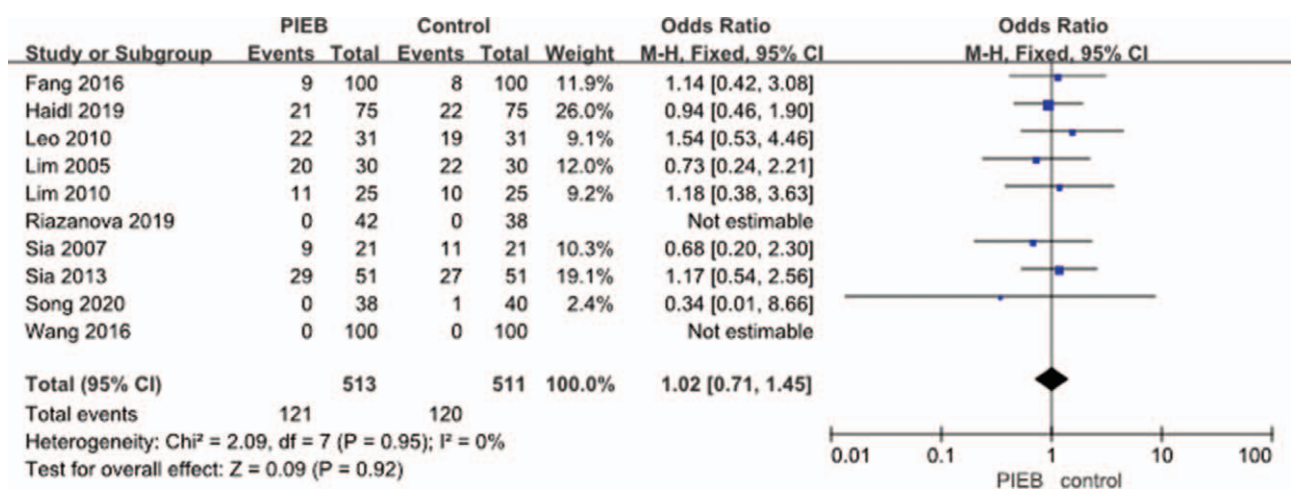 PIEB Control Odds Ratio Odds Ratio
Study or Subgroup Events Total Events Total Weight M-H, Fixed, 95% CI M-H, Fixed, 95% CI
Fang 2016 9 100 8 100 11.9% 1.14 [0.42, 3.08]
Haidl 2019 21 75 22 75 26.0% 0.94 [0.46, 1.90]
Leo 2010 22 31 19 31 9.1% 1.54 [0.53, 4.46]
Lim 2005 20 30 22 30 12.0% 0.73 [0.24, 2.21]
Lim 2010 11 25 10 25 9.2% 1.18 [0.38, 3.63]
Riazanova 2019 0 42 0 38 Not estimable
Sia 2007 9 21 11 21 10.3% 0.68 [0.20, 2.30]
Sia 2013 29 51 27 51 19.1% 1.17 [0.54, 2.56]
Song 2020 0 38 1 40 2.4% 0.34 [0.01, 8.66]
Wang 2016 0 100 0 100 Not estimable
Total (95% CI) 513 511 100.0% 1.02 [0.71, 1.45]
Total events 121 120
Heterogeneity: Chi² = 2.09, df = 7 (P = 0.95); I² = 0%
Test for overall effect: Z = 0.09 (P = 0.92)
0.01 0.1 1 10 100
PIEB control